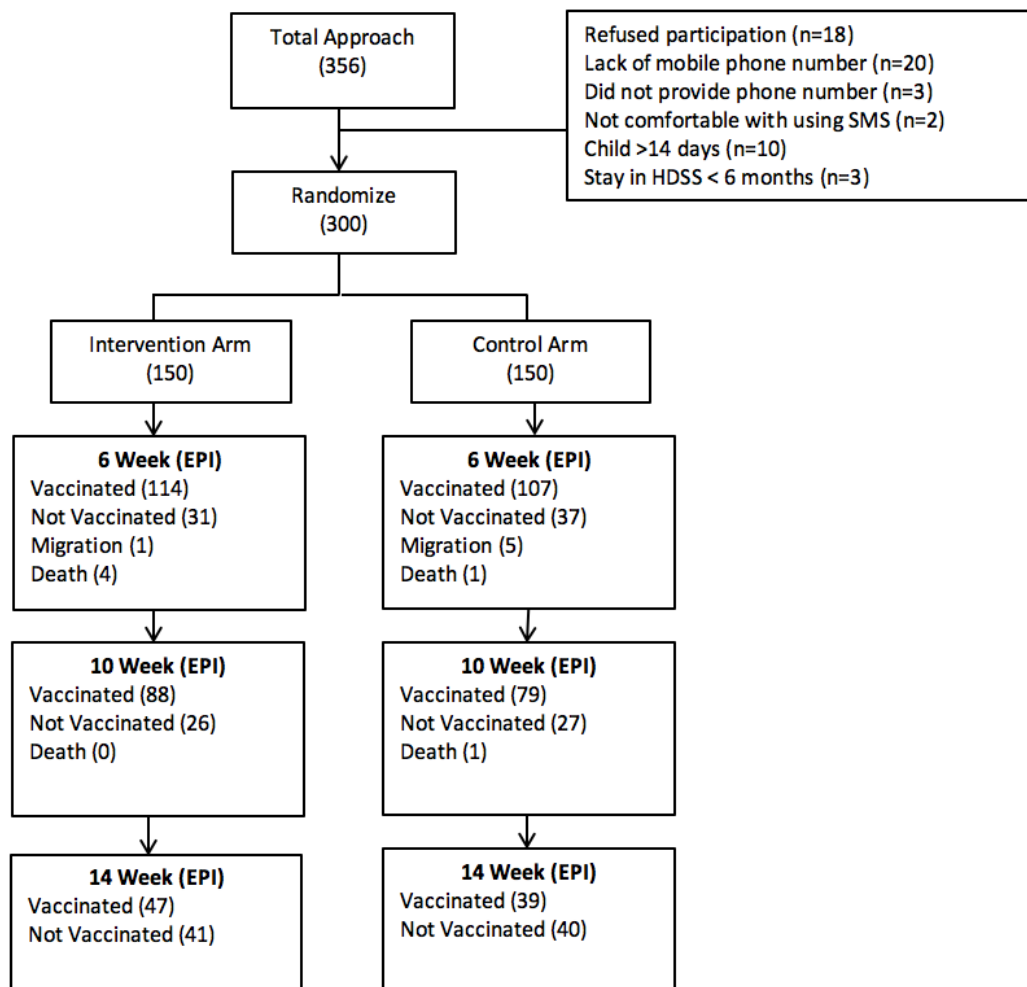 Total Approach
(356)
Refused participation (n=18)
Lack of mobile phone number (n=20)
Did not provide phone number (n=3)
Not comfortable with using SMS (n=2)
Child >14 days (n=10)
Stay in HDSS < 6 months (n=3)
Randomize
(300)
Intervention Arm
(150)
Control Arm
(150)
6 Week (EPI)
Vaccinated (114)
Not Vaccinated (31)
Migration (1)
Death (4)
6 Week (EPI)
Vaccinated (107)
Not Vaccinated (37)
Migration (5)
Death (1)
10 Week (EPI)
Vaccinated (88)
Not Vaccinated (26)
Death (0)
10 Week (EPI)
Vaccinated (79)
Not Vaccinated (27)
Death (1)
14 Week (EPI)
Vaccinated (47)
Not Vaccinated (41)
14 Week (EPI)
Vaccinated (39)
Not Vaccinated (40)